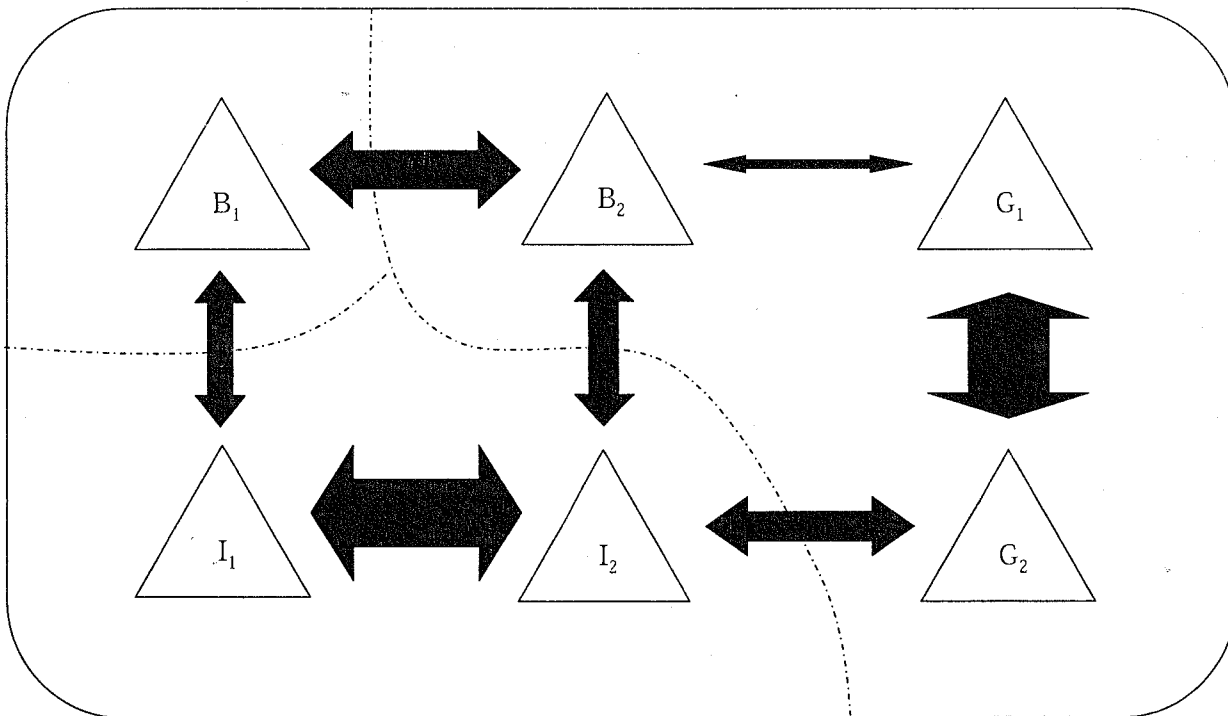 B₁ B₂ G₁
I₁ I₂ G₂